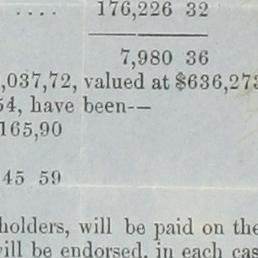 .... 176,226 32
7,980 36
,037,72, valued at $636,273
54, have been--
165,90
45 59
holders, will be paid on the
will be endorsed, in each cas